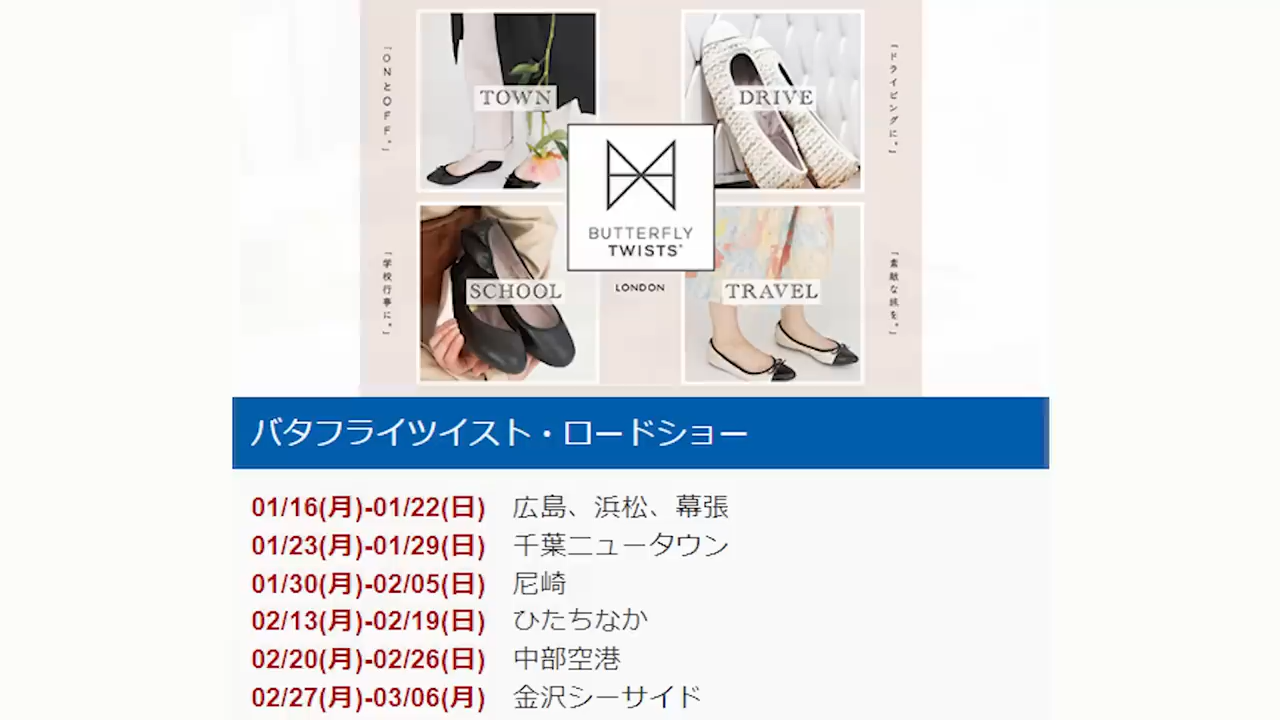 「ONとOFF。」
TOWN
DRIVE
「ドライビングに。」
BUTTERFLY
TWISTS
LONDON
「学校行事に。」
SCHOOL
TRAVEL
「素敵な旅を。」
バタフライツイスト・ロードショー
01/16(月)-01/22(日) 広島、浜松、幕張
01/23(月)-01/29(日) 千葉ニュータウン
01/30(月)-02/05(日) 尼崎
02/13(月)-02/19(日) ひたちなか
02/20(月)-02/26(日) 中部空港
02/27(月)-03/06(月) 金沢シーサイド